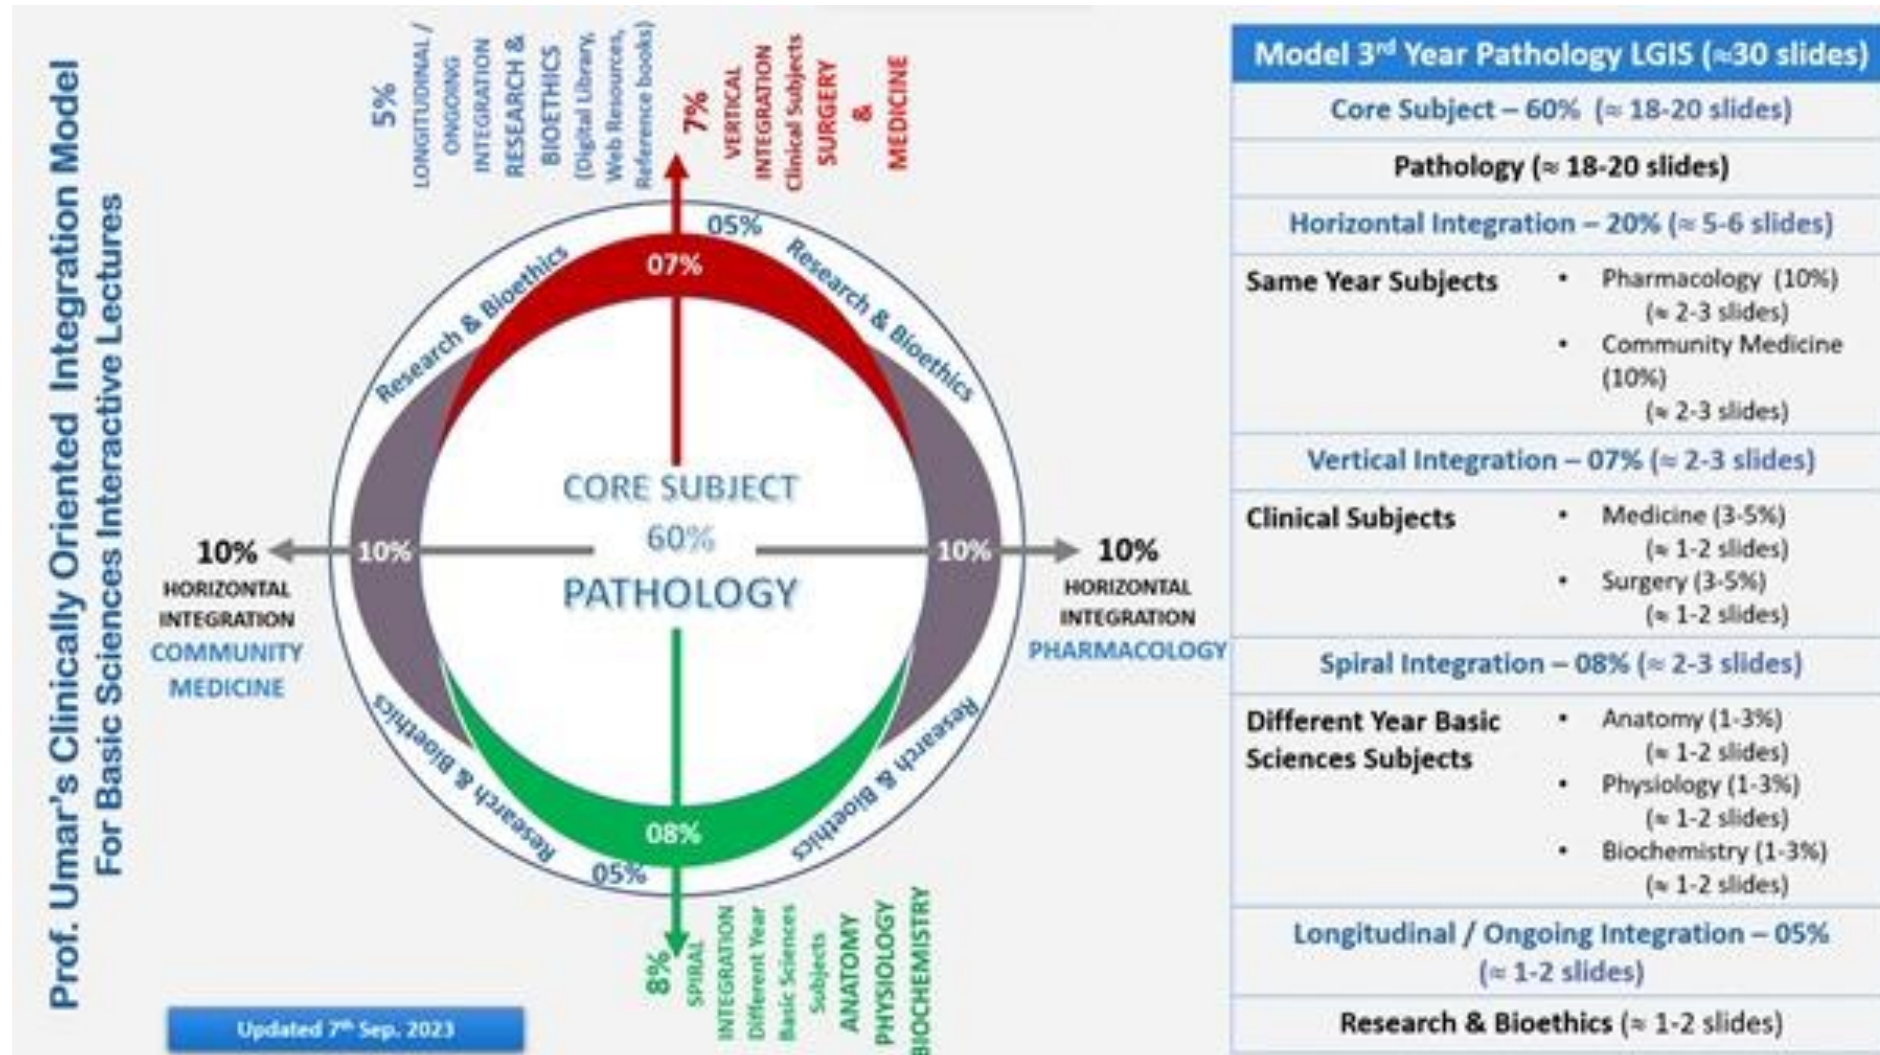 Prof. Umar's Clinically Oriented Integration Model
For Basic Sciences Interactive Lectures
5%
LONGITUDINAL /
ONGOING
INTEGRATION
RESEARCH &
BIOETHICS
(Digital Library,
Web Resources,
Reference books)
7%
VERTICAL
INTEGRATION
Clinical Subjects
SURGERY
&
MEDICINE
05%
Research & Bioethics
Research & Bioethics
07%
CORE SUBJECT
60%
PATHOLOGY
10%
HORIZONTAL
INTEGRATION
COMMUNITY
MEDICINE
10%
10%
10%
HORIZONTAL
INTEGRATION
PHARMACOLOGY
Research & Bioethics
Research & Bioethics
08%
05%
8%
SPIRAL
INTEGRATION
Different Year
Basic Sciences
Subjects
ANATOMY
PHYSIOLOGY
BIOCHEMISTRY
Updated 7th Sep. 2023
Model 3rd Year Pathology LGIS (≈30 slides)
Core Subject – 60% (≈ 18-20 slides)
Pathology (≈ 18-20 slides)
Horizontal Integration – 20% (≈ 5-6 slides)
Same Year Subjects
• Pharmacology (10%)
(≈ 2-3 slides)
• Community Medicine
(10%)
(≈ 2-3 slides)
Vertical Integration – 07% (≈ 2-3 slides)
Clinical Subjects
• Medicine (3-5%)
(≈ 1-2 slides)
• Surgery (3-5%)
(≈ 1-2 slides)
Spiral Integration – 08% (≈ 2-3 slides)
Different Year Basic
Sciences Subjects
• Anatomy (1-3%)
(≈ 1-2 slides)
• Physiology (1-3%)
(≈ 1-2 slides)
• Biochemistry (1-3%)
(≈ 1-2 slides)
Longitudinal / Ongoing Integration – 05%
(≈ 1-2 slides)
Research & Bioethics (≈ 1-2 slides)